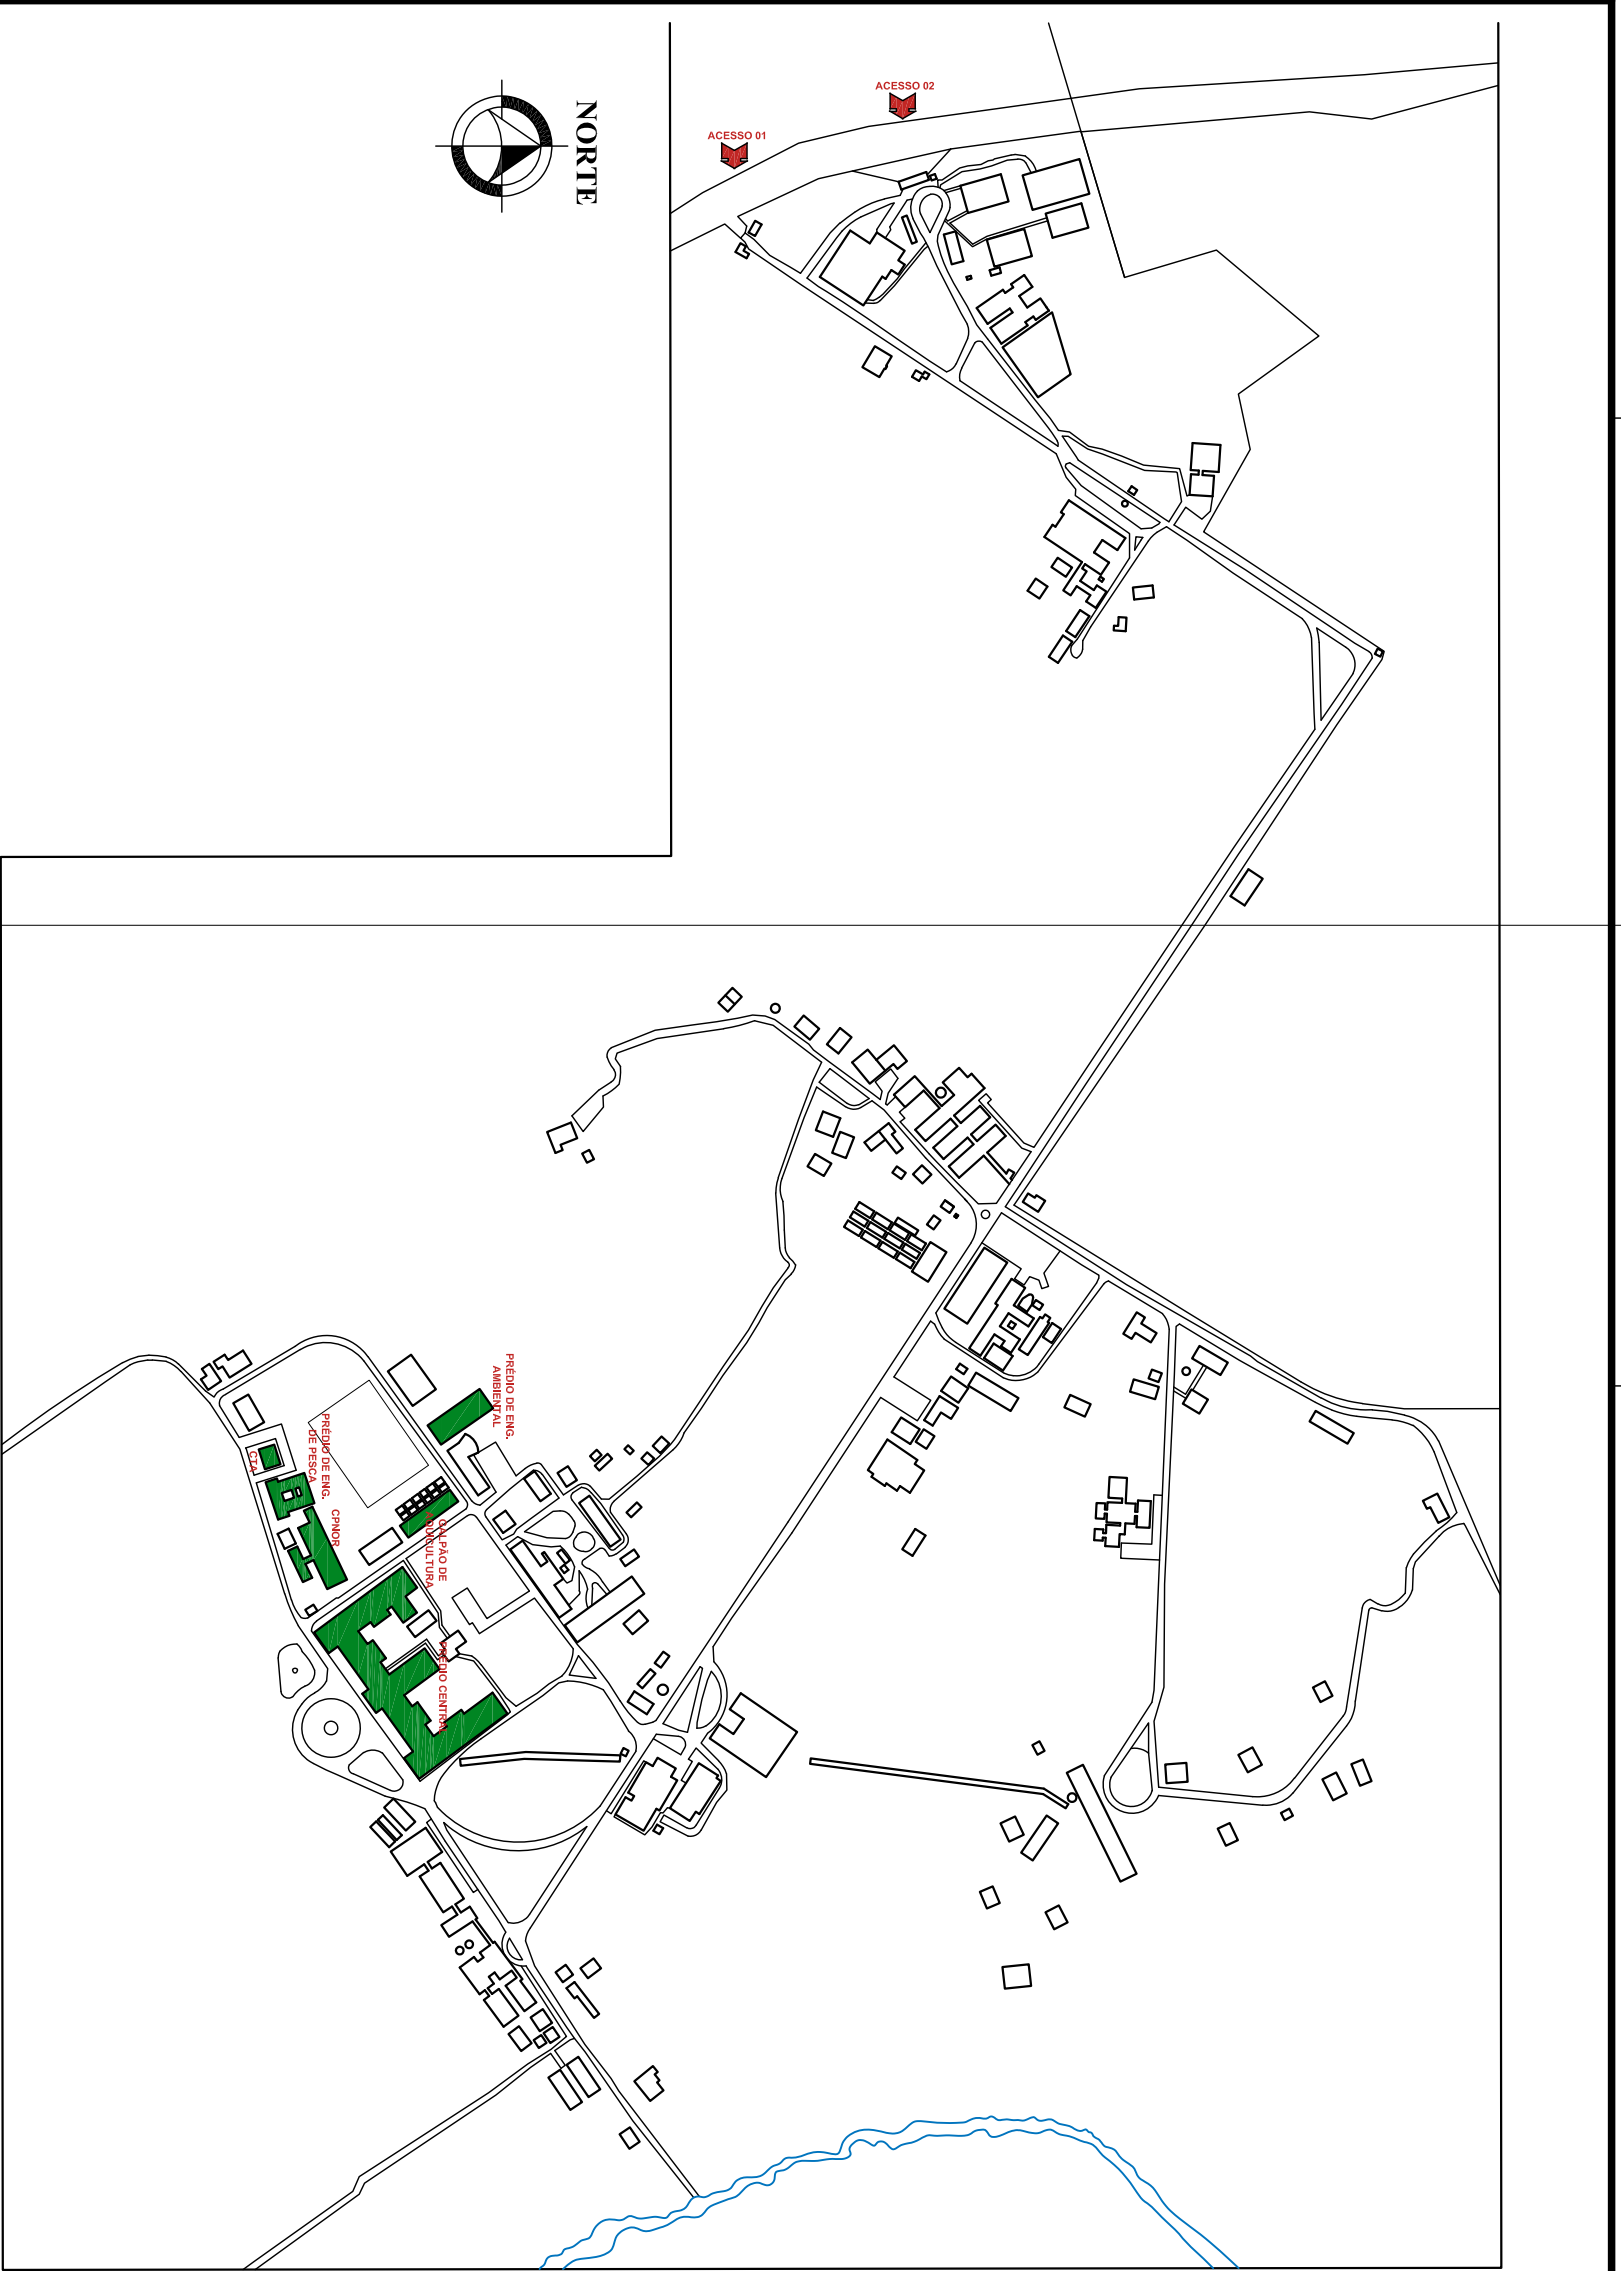 NORTE
ACESSO 02
ACESSO 01
PRÉDIO DE ENG.
AMBIENTAL
PRÉDIO DE ENG.
DE PESCA
CTA
CPNOR
GALPÃO DE
AQUICULTURA
PRÉDIO CENTRAL